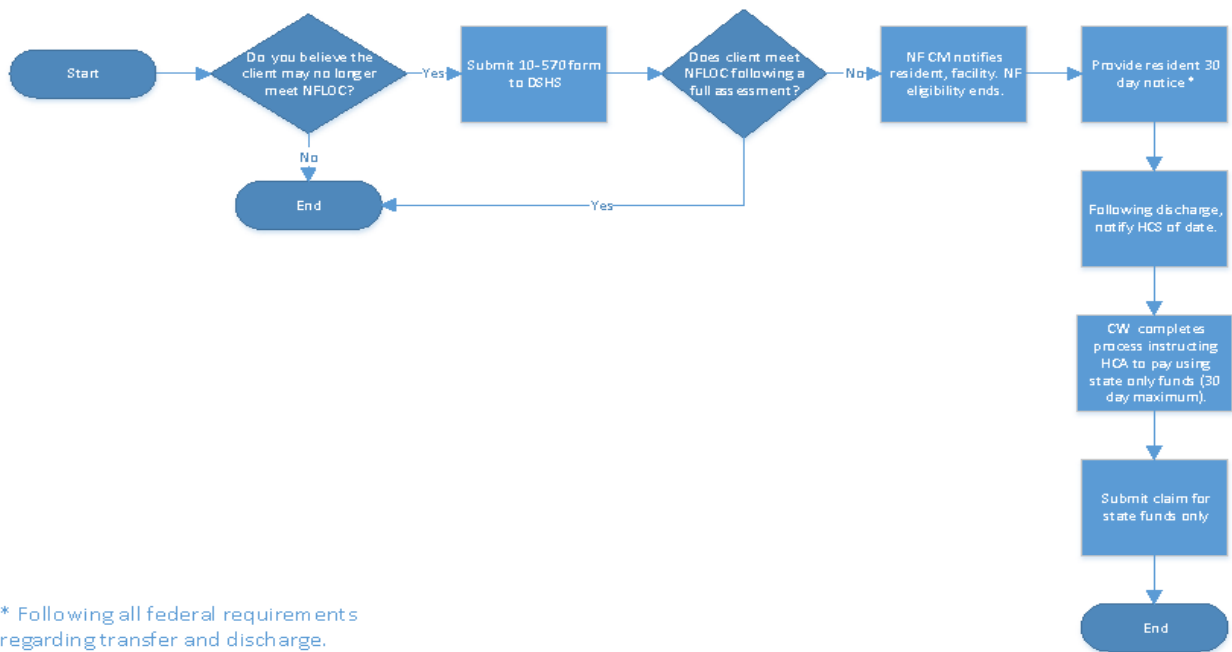 Start
Do you believe the
client may no longer
meet NFLOC?
Yes
Submit 10-570 form
to DSHS
Does client meet
NFLOC following a
full assessment?
No
NF CM notifies
resident, facility. NF
eligibility ends.
Provide resident 30
day notice *
No
End
Yes
Following discharge,
notify HCS of date.
CW completes
process instructing
HCA to pay using
state only funds (30
day maximum).
Submit claim for
state funds only
End
* Following all federal requirements
regarding transfer and discharge.